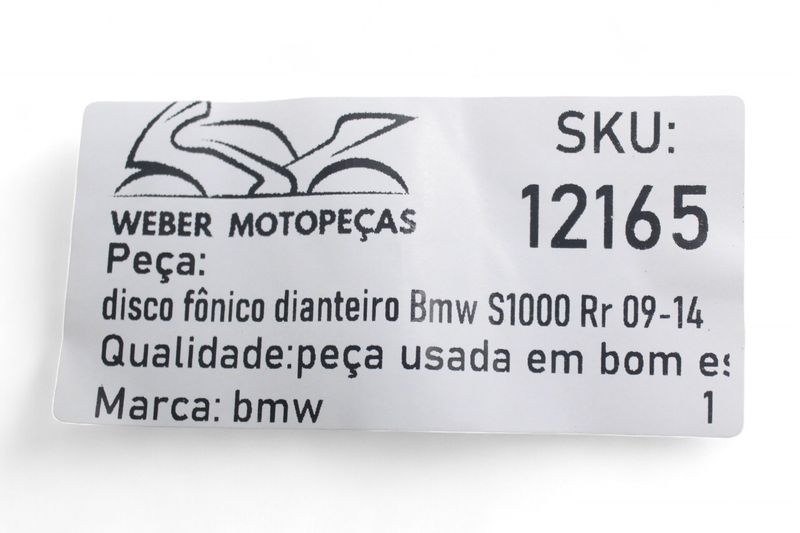 WEBER MOTOPEÇAS
SKU:
12165
Peça:
disco fônico dianteiro Bmw S1000 Rr 09-14
Qualidade:peça usada em bom
Marca: bmw
1